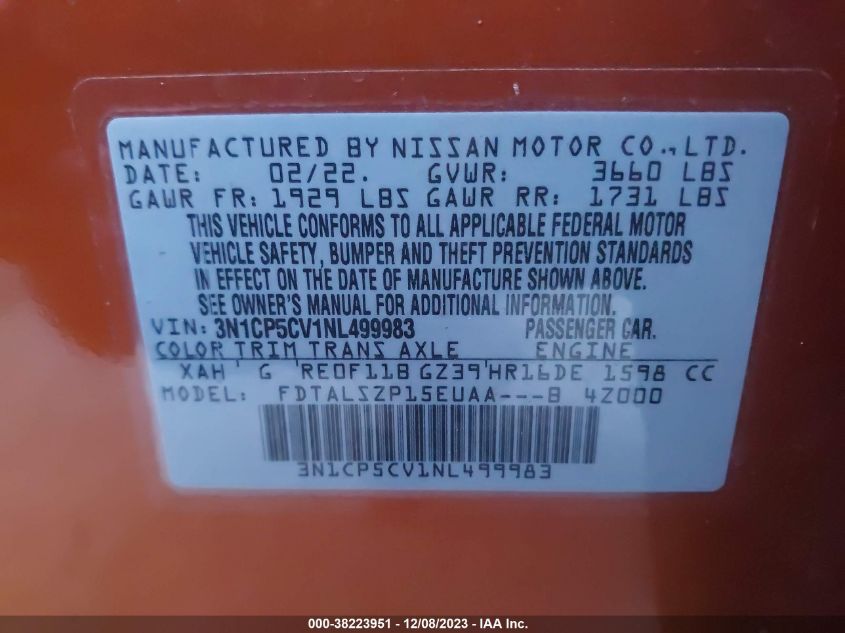 MANUFACTURED BY NISSAN MOTOR CO.,LTD.
DATE: 02/22. GVWR: 3660 LBS
GAWR FR: 1929 LBS GAWR RR: 1731 LBS
THIS VEHICLE CONFORMS TO ALL APPLICABLE FEDERAL MOTOR
VEHICLE SAFETY, BUMPER AND THEFT PREVENTION STANDARDS
IN EFFECT ON THE DATE OF MANUFACTURE SHOWN ABOVE.
SEE OWNER'S MANUAL FOR ADDITIONAL INFORMATION.
VIN: 3N1CP5CV1NL499983 PASSENGER CAR.
COLOR TRIM TRANS AXLE ENGINE
XAH G RE0F11B GZ39 HR16DE 1598 CC
MODEL: FDTALSZP15EUAA---B 4Z000
3N1CP5CV1NL499983
000-38223951 - 12/08/2023 - IAA Inc.